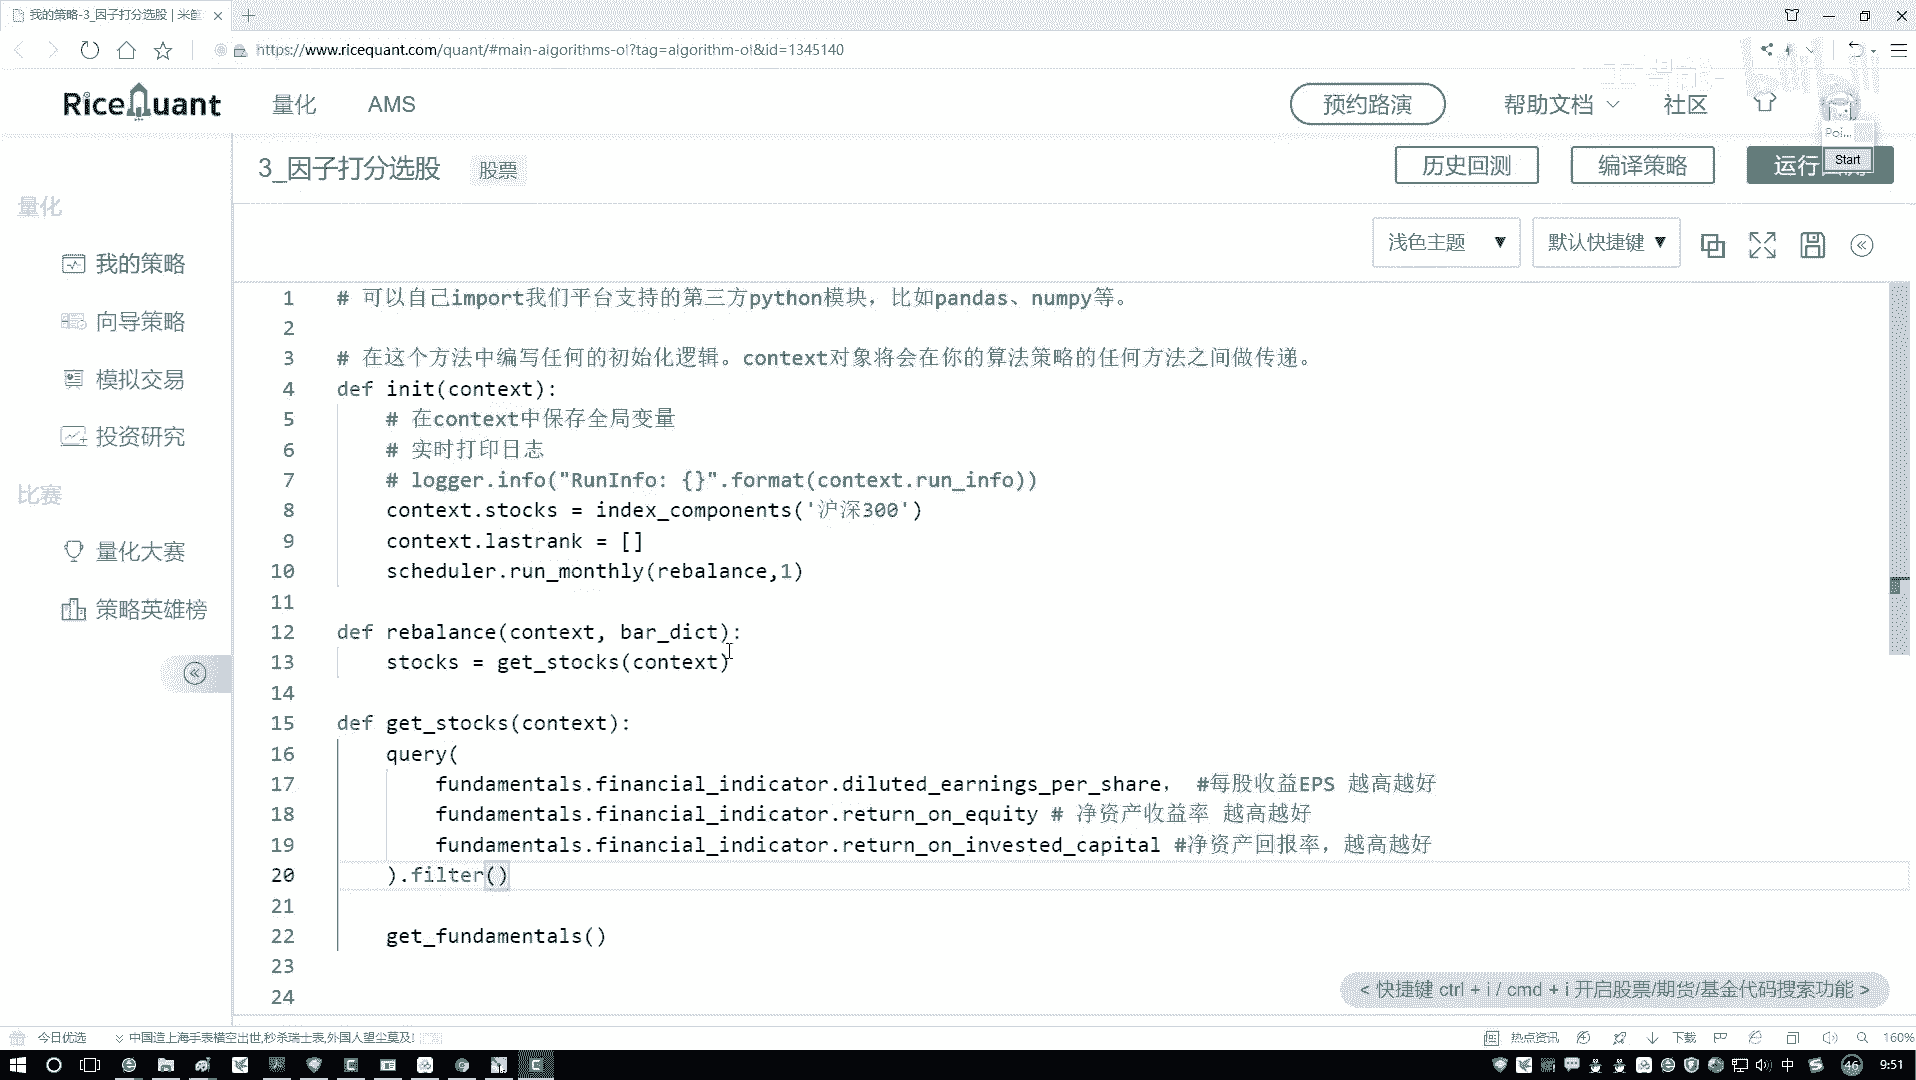 我的策略-3_因子打分选股 | 米
https://www.ricequant.com/quant/#main-algorithms-ol?tag=algorithm-ol&id=1345140
RiceQuant 量化 AMS 预约路演 帮助文档 社区
Poi...
Start
3_因子打分选股 股票 历史回测 编译策略 运行
浅色主题 默认快捷键
量化
我的策略
向导策略
模拟交易
投资研究
比赛
量化大赛
策略英雄榜
1 # 可以自己import我们平台支持的第三方python模块，比如pandas、numpy等。
2
3 # 在这个方法中编写任何的初始化逻辑。context对象将会在你的算法策略的任何方法之间做传递。
4 def init(context):
5 # 在context中保存全局变量
6 # 实时打印日志
7 # logger.info("RunInfo: {}".format(context.run_info))
8 context.stocks = index_components('沪深300')
9 context.lastrank = []
10 scheduler.run_monthly(rebalance,1)
11
12 def rebalance(context, bar_dict):
13 stocks = get_stocks(context)
14
15 def get_stocks(context):
16 query(
17 fundamentals.financial_indicator.diluted_earnings_per_share， #每股收益EPS 越高越好
18 fundamentals.financial_indicator.return_on_equity # 净资产收益率 越高越好
19 fundamentals.financial_indicator.return_on_invested_capital #净资产回报率，越高越好
20 ).filter()
21
22 get_fundamentals()
23
24
< 快捷键 ctrl + i / cmd + i 开启股票/期货/基金代码搜索功能 >
今日优选 中国造上海手表横空出世,秒杀瑞士表,外国人望尘莫及! 热点资讯 下载 160%
中 46 9:51